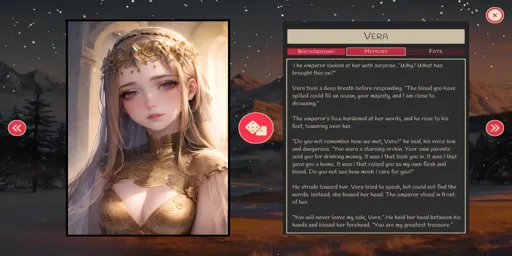 VERA
BACKGROUND
MEMORY
FATE
The emperor looked at her with surprise. "Why? What has
brought this on?"
Vera took a deep breath before responding. "The blood you have
spilled could fill an ocean, your majesty, and I am close to
drowning."
The emperor's face hardened at her words, and he rose to his
feet, towering over her.
"Do you not remember how we met, Vera?" he said, his voice low
and dangerous. "You were a starving urchin. Your own parents
sold you for drinking money. It was I that took you in. It was I that
gave you a home. It was I that raised you as my own flesh and
blood. Do you not see how much I care for you?"
He strode toward her. Vera tried to speak, but could not find the
words. Instead, she bowed her head. The emperor stood in front
of her.
"You will never leave my side, Vera." He held her head between his
hands and kissed her forehead. "You are my greatest treasure."